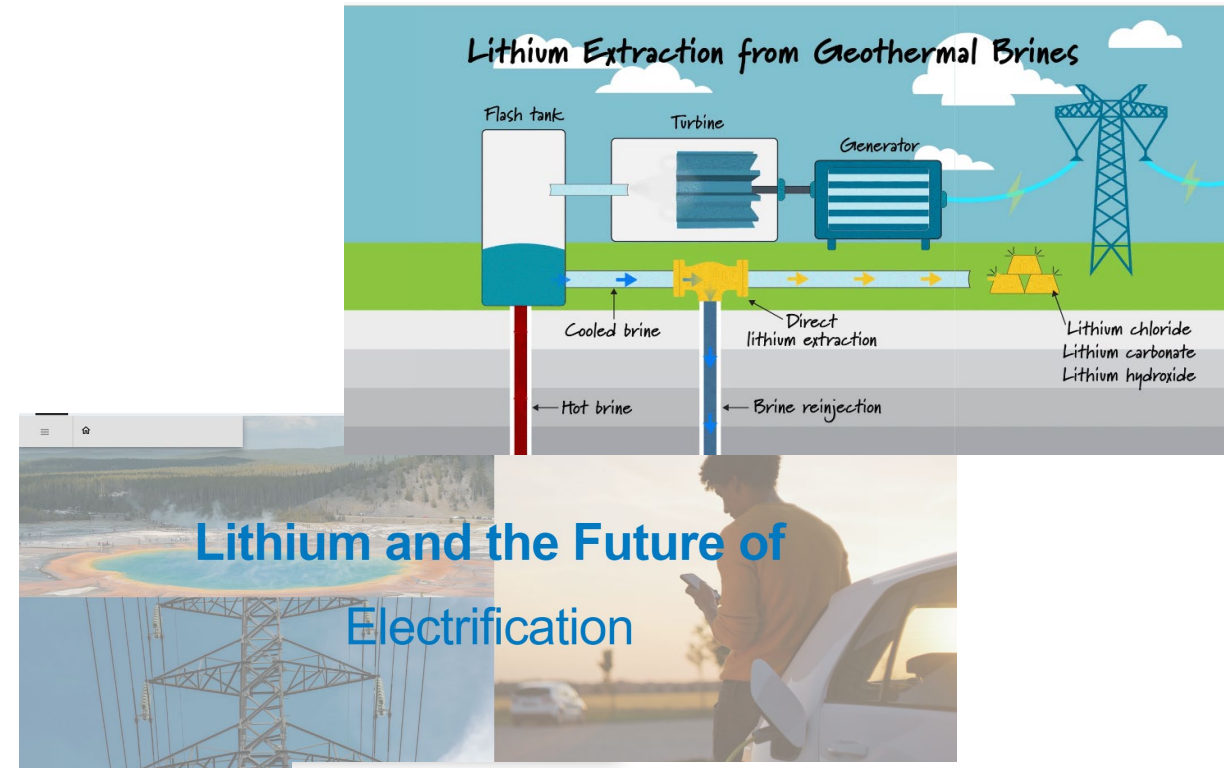 Lithium Extraction from Geothermal Brines
Flash tank
Turbine
Generator
Cooled brine
Direct
lithium extraction
Lithium chloride
Lithium carbonate
Lithium hydroxide
Hot brine
Brine reinjection
Lithium and the Future of
Electrification